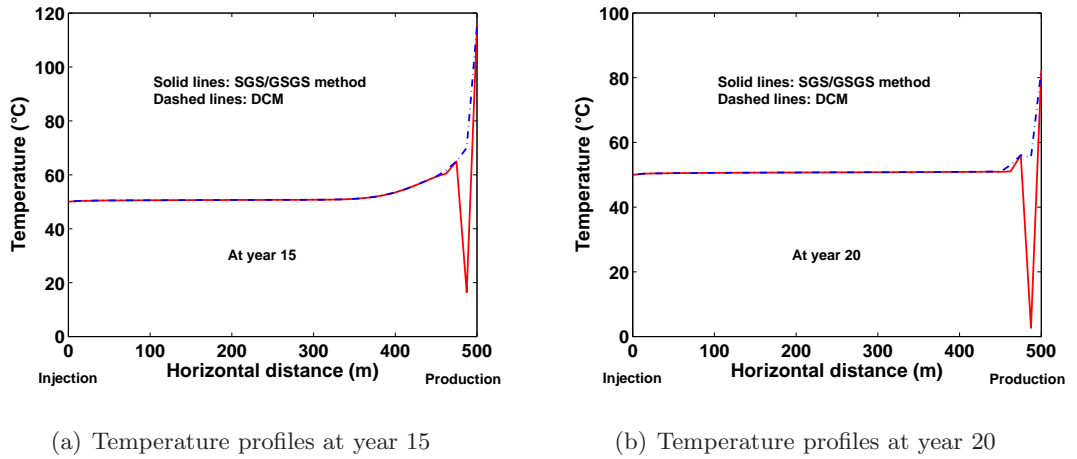 120
100
80
60
40
20
0
Temperature (°C)
Solid lines: SGS/GSGS method
Dashed lines: DCM
At year 15
0 100 200 300 400 500
Injection Horizontal distance (m) Production
(a) Temperature profiles at year 15
100
80
60
40
20
0
Temperature (°C)
Solid lines: SGS/GSGS method
Dashed lines: DCM
At year 20
0 100 200 300 400 500
Injection Horizontal distance (m) Production
(b) Temperature profiles at year 20